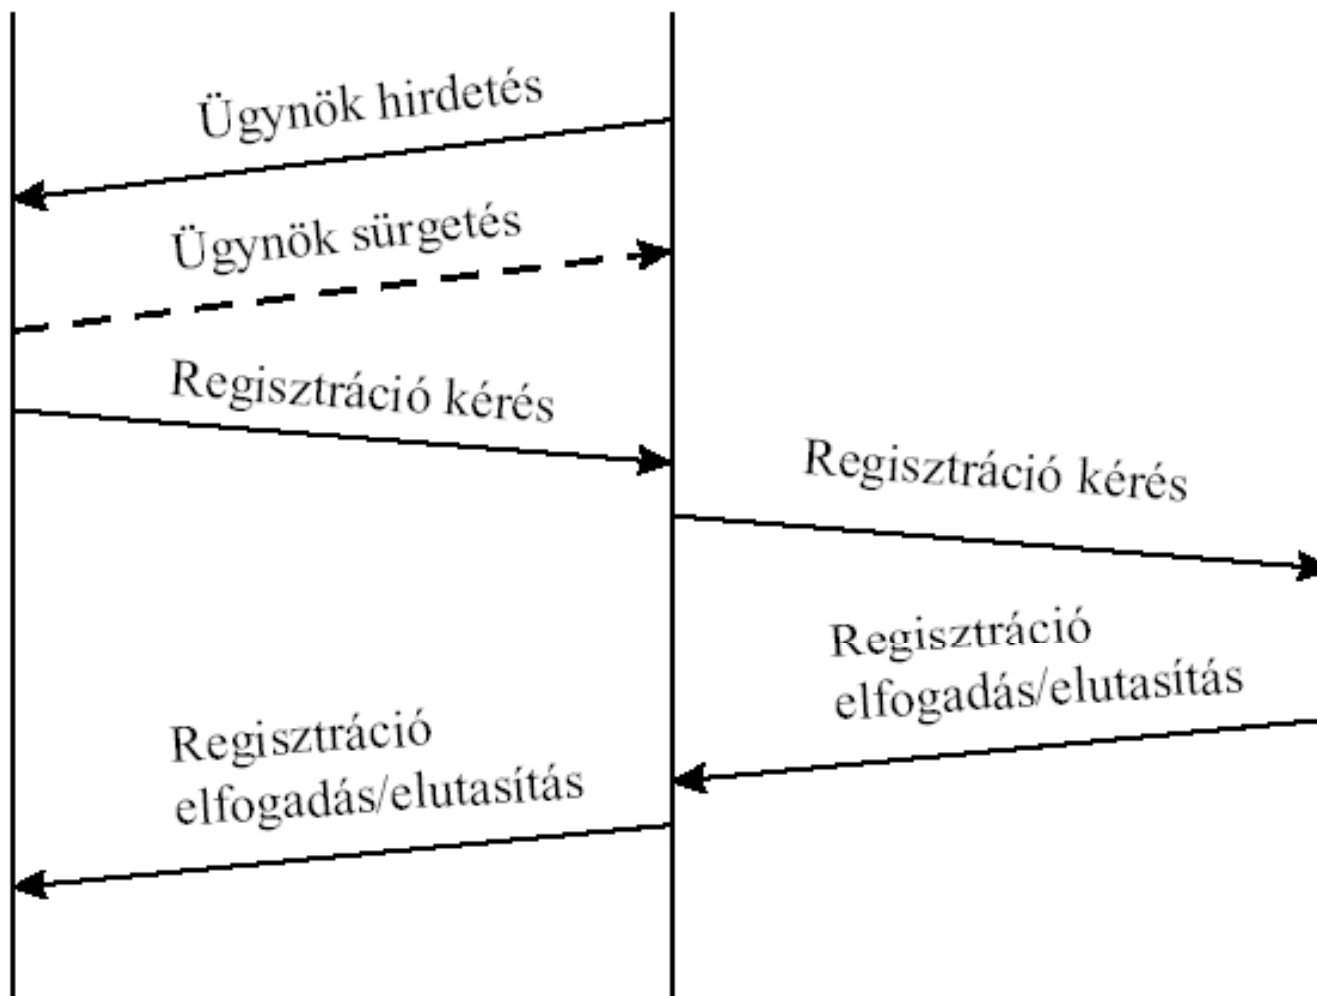 Ügynök hirdetés
Ügynök sürgetés
Regisztráció kérés
Regisztráció kérés
Regisztráció
elfogadás/elutasítás
Regisztráció
elfogadás/elutasítás